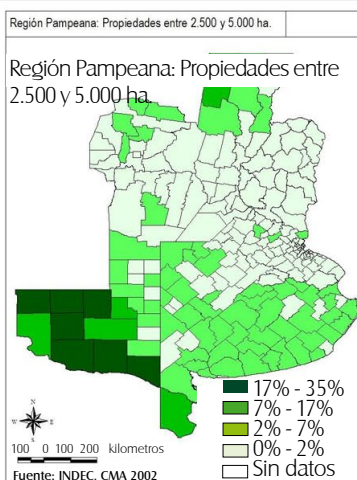 Región Pampeana: Propiedades entre 2.500 y 5.000 ha.
Región Pampeana: Propiedades entre
2.500 y 5.000 ha.
17% - 35%
7% - 17%
2% - 7%
0% - 2%
Sin datos
N
W E
S
100 0 100 200 kilometros
Fuente: INDEC. CMA 2002